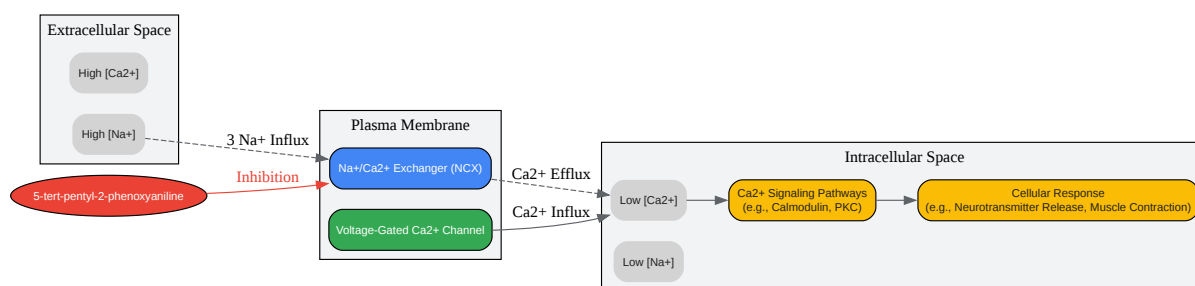 Extracellular Space
High [Ca2+]
High [Na+]
3 Na+ Influx
5-tert-pentyl-2-phenoxyaniline
Inhibition
Plasma Membrane
Na+/Ca2+ Exchanger (NCX)
Voltage-Gated Ca2+ Channel
Ca2+ Efflux
Ca2+ Influx
Intracellular Space
Low [Ca2+]
Ca2+ Signaling Pathways
(e.g., Calmodulin, PKC)
Cellular Response
(e.g., Neurotransmitter Release, Muscle Contraction)
Low [Na+]